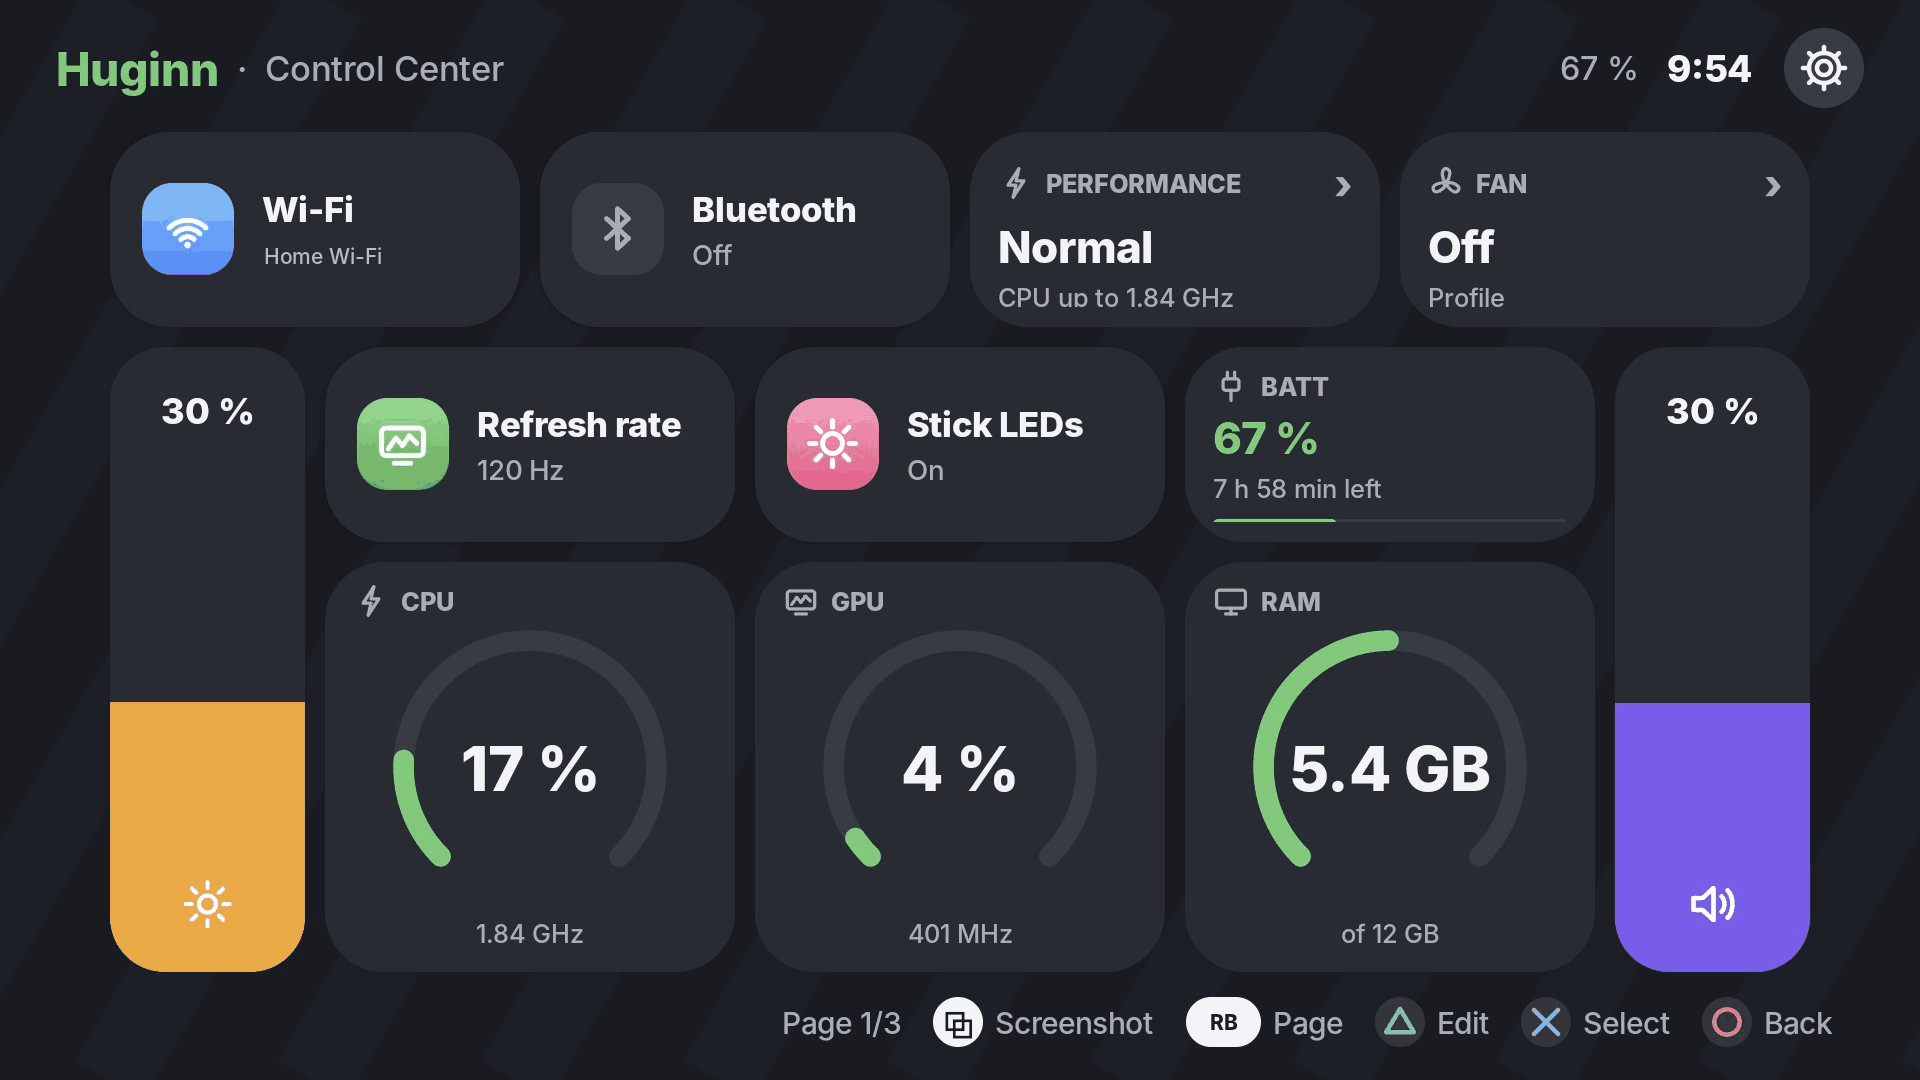 Huginn · Control Center
67 % 9:54
Wi-Fi
Home Wi-Fi
Bluetooth
Off
PERFORMANCE
Normal
CPU up to 1.84 GHz
FAN
Off
Profile
30 %
Refresh rate
120 Hz
Stick LEDs
On
BATT
67 %
7 h 58 min left
30 %
CPU
17 %
1.84 GHz
GPU
4 %
401 MHz
RAM
5.4 GB
of 12 GB
Page 1/3 Screenshot RB Page Edit Select Back